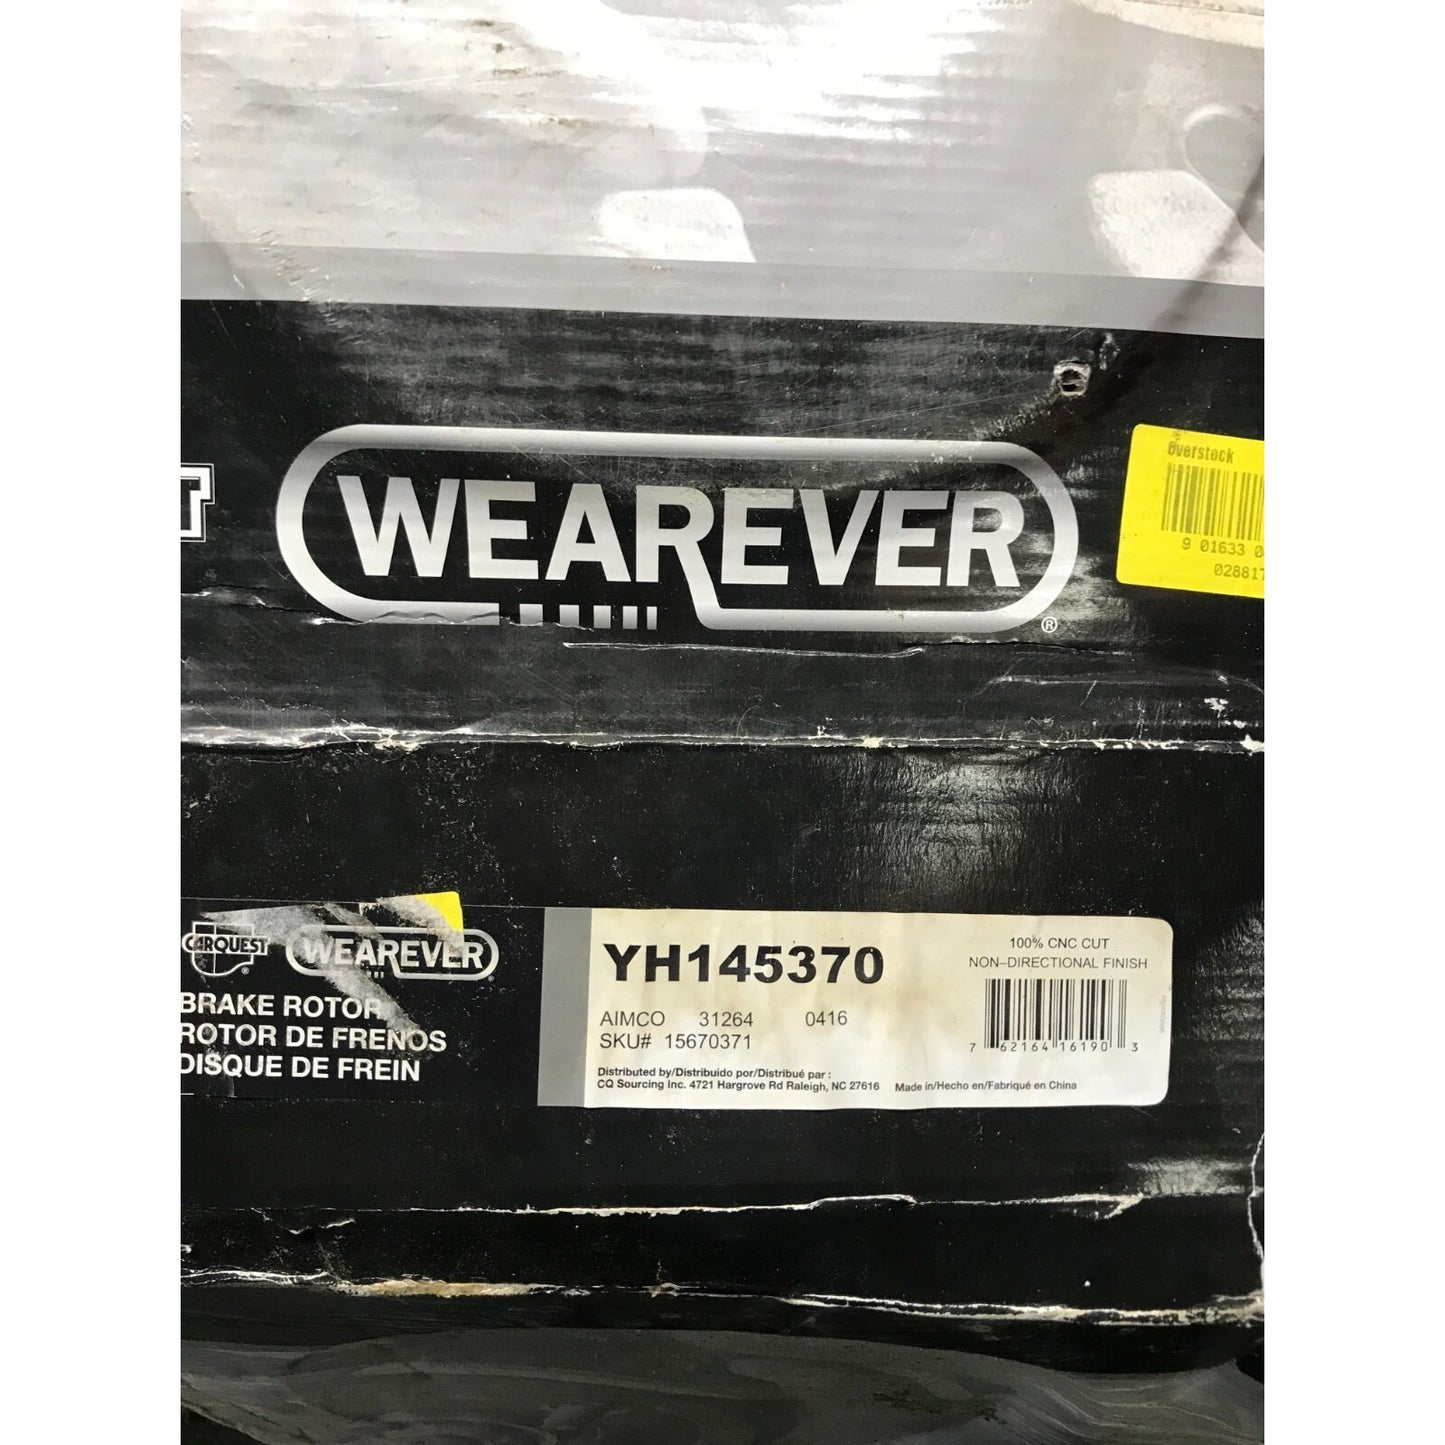 WEAREVER
®
Overstock
9 01633
02881
CARQUEST ® WEAREVER ®
BRAKE ROTOR
ROTOR DE FRENOS
DISQUE DE FREIN
YH145370
AIMCO 31264 0416
SKU# 15670371
Distributed by/Distribuido por/Distribué par :
CQ Sourcing Inc. 4721 Hargrove Rd Raleigh, NC 27616 Made in/Hecho en/Fabriqué en China
100% CNC CUT
NON-DIRECTIONAL FINISH
7 62164 16190 3